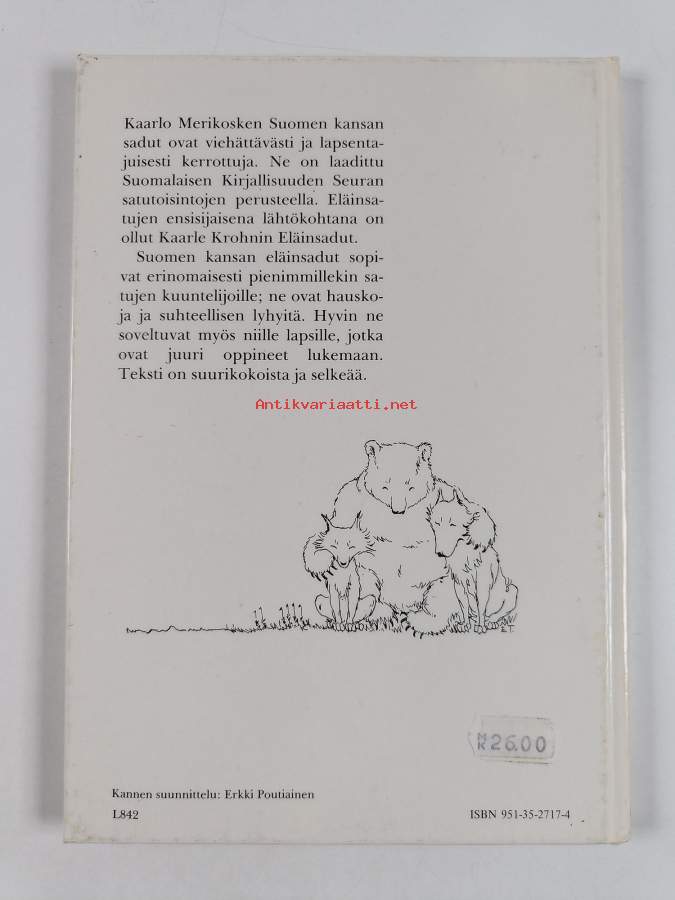 Kaarlo Merikosken Suomen kansan
sadut ovat viehättävästi ja lapsenta-
juisesti kerrottuja. Ne on laadittu
Suomalaisen Kirjallisuuden Seuran
satutoisintojen perusteella. Eläinsa-
tujen ensisijaisena lähtökohtana on
ollut Kaarle Krohnin Eläinsadut.
Suomen kansan eläinsadut sopi-
vat erinomaisesti pienimmillekin sa-
tujen kuuntelijoille; ne ovat hausko-
ja ja suhteellisen lyhyitä. Hyvin ne
soveltuvat myös niille lapsille, jotka
ovat juuri oppineet lukemaan.
Teksti on suurikokoista ja selkeää.
Antikvariaatti.net
R.T.
MK 26.00
Kannen suunnittelu: Erkki Poutiainen
L842
ISBN 951-35-2717-4